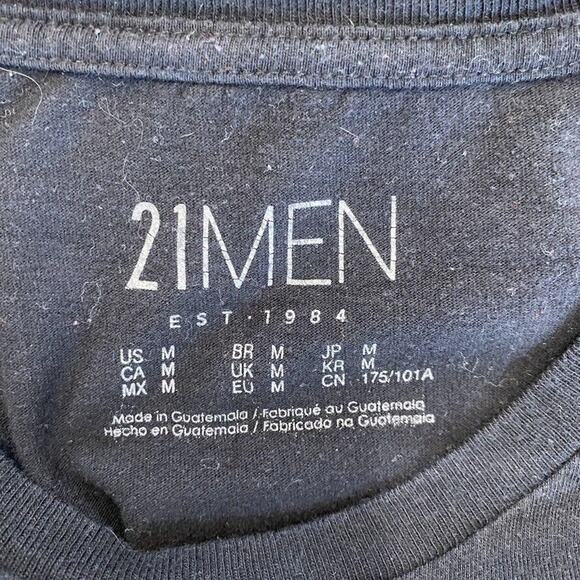 21MEN
EST·1984
US M BR M JP M
CA M UK M KR M
MX M EU M CN 175/101A
Made in Guatemala / Fabriqué au Guatemala
Hecho en Guatemala / Fabricado na Guatemala